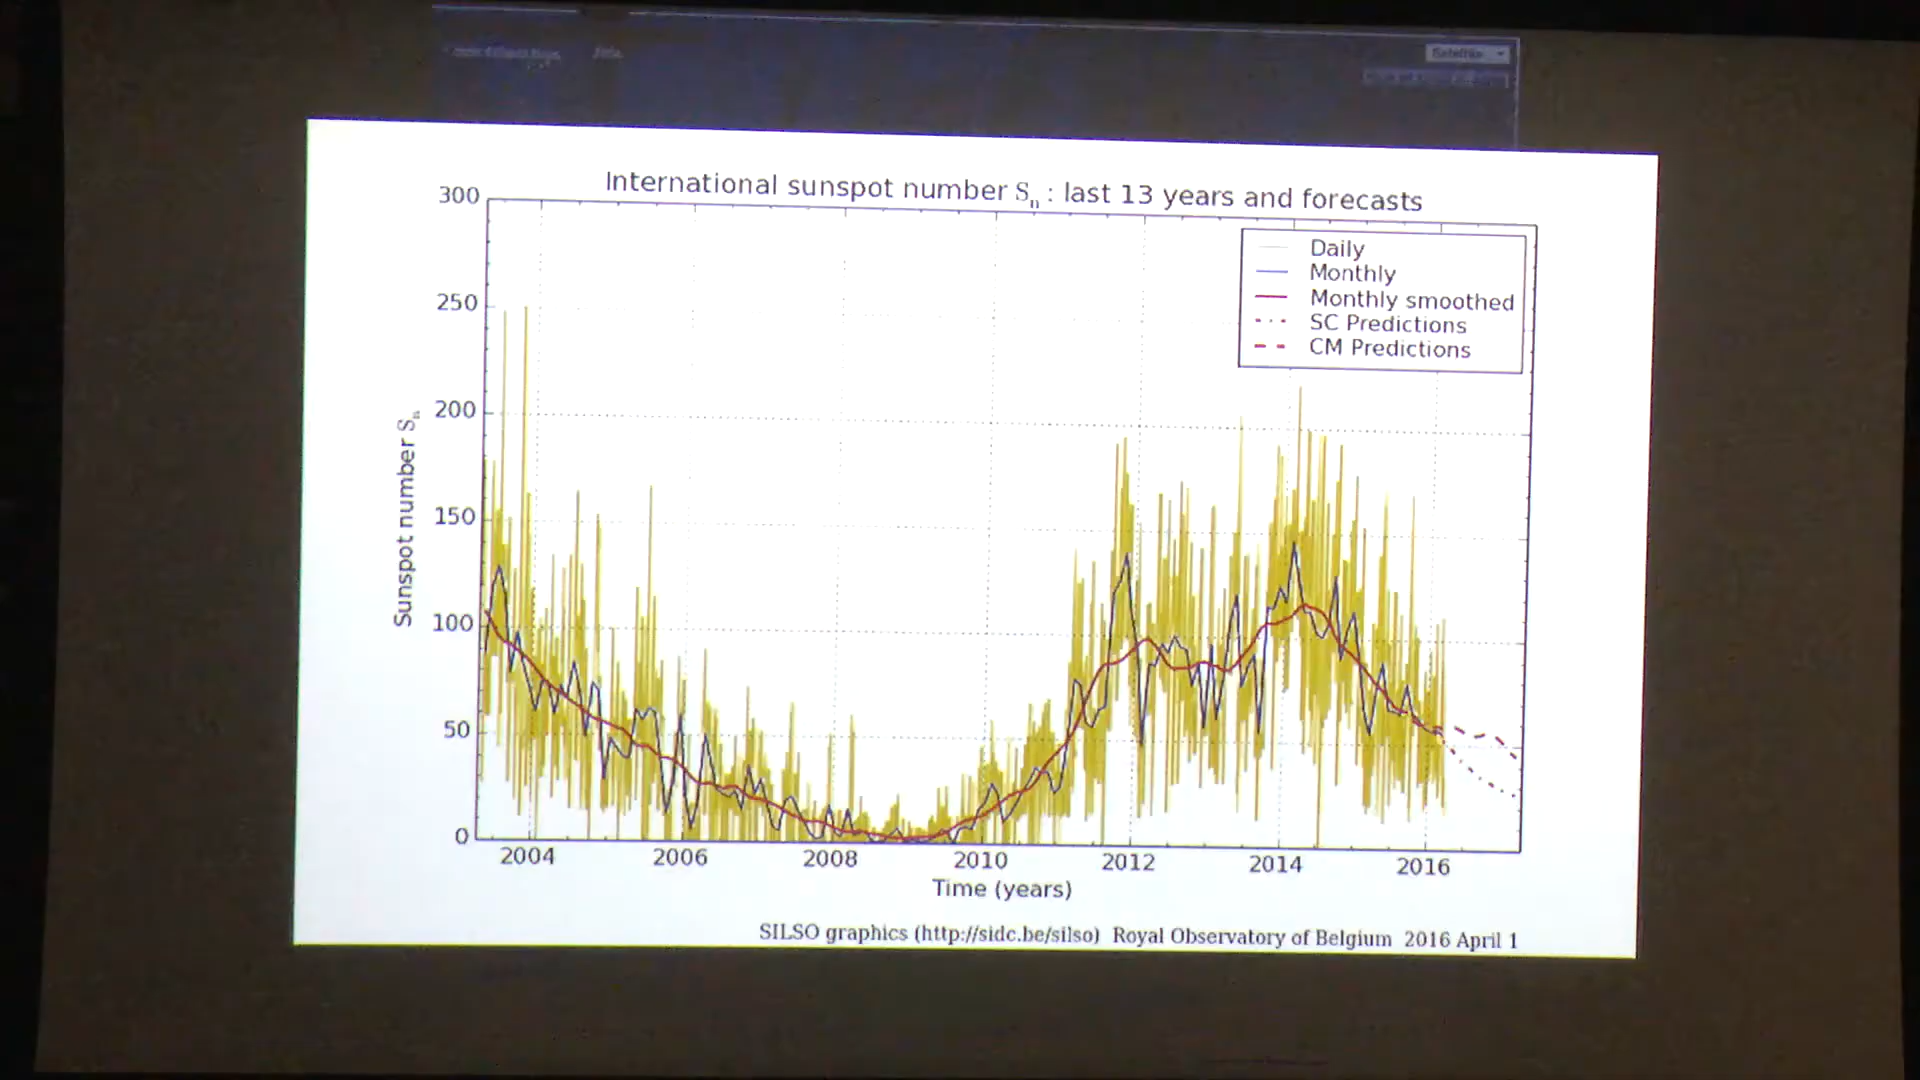 Satellite
International sunspot number Sn : last 13 years and forecasts
300
250
200
150
100
50
0
Sunspot number Sn
Daily
Monthly
Monthly smoothed
SC Predictions
CM Predictions
2004 2006 2008 2010 2012 2014 2016
Time (years)
SILSO graphics (http://sidc.be/silso) Royal Observatory of Belgium 2016 April 1